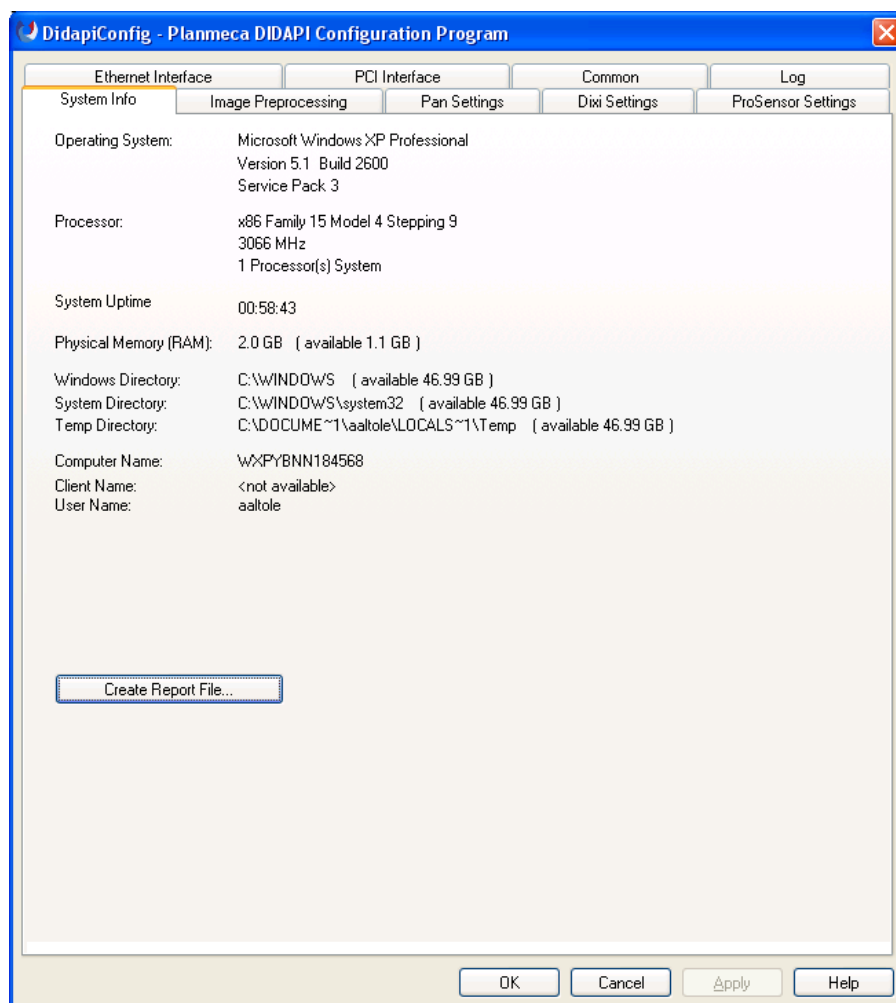 DidapiConfig - Planmeca DIDAPI Configuration Program
Ethernet Interface PCI Interface Common Log
System Info Image Preprocessing Pan Settings Dixi Settings ProSensor Settings
Operating System: Microsoft Windows XP Professional
Version 5.1 Build 2600
Service Pack 3
Processor: x86 Family 15 Model 4 Stepping 9
3066 MHz
1 Processor(s) System
System Uptime 00:58:43
Physical Memory (RAM): 2.0 GB ( available 1.1 GB )
Windows Directory: C:\WINDOWS ( available 46.99 GB )
System Directory: C:\WINDOWS\system32 ( available 46.99 GB )
Temp Directory: C:\DOCUME~1\aaltole\LOCALS~1\Temp ( available 46.99 GB )
Computer Name: WXPYBNN184568
Client Name: <not available>
User Name: aaltole
Create Report File...
OK Cancel Apply Help